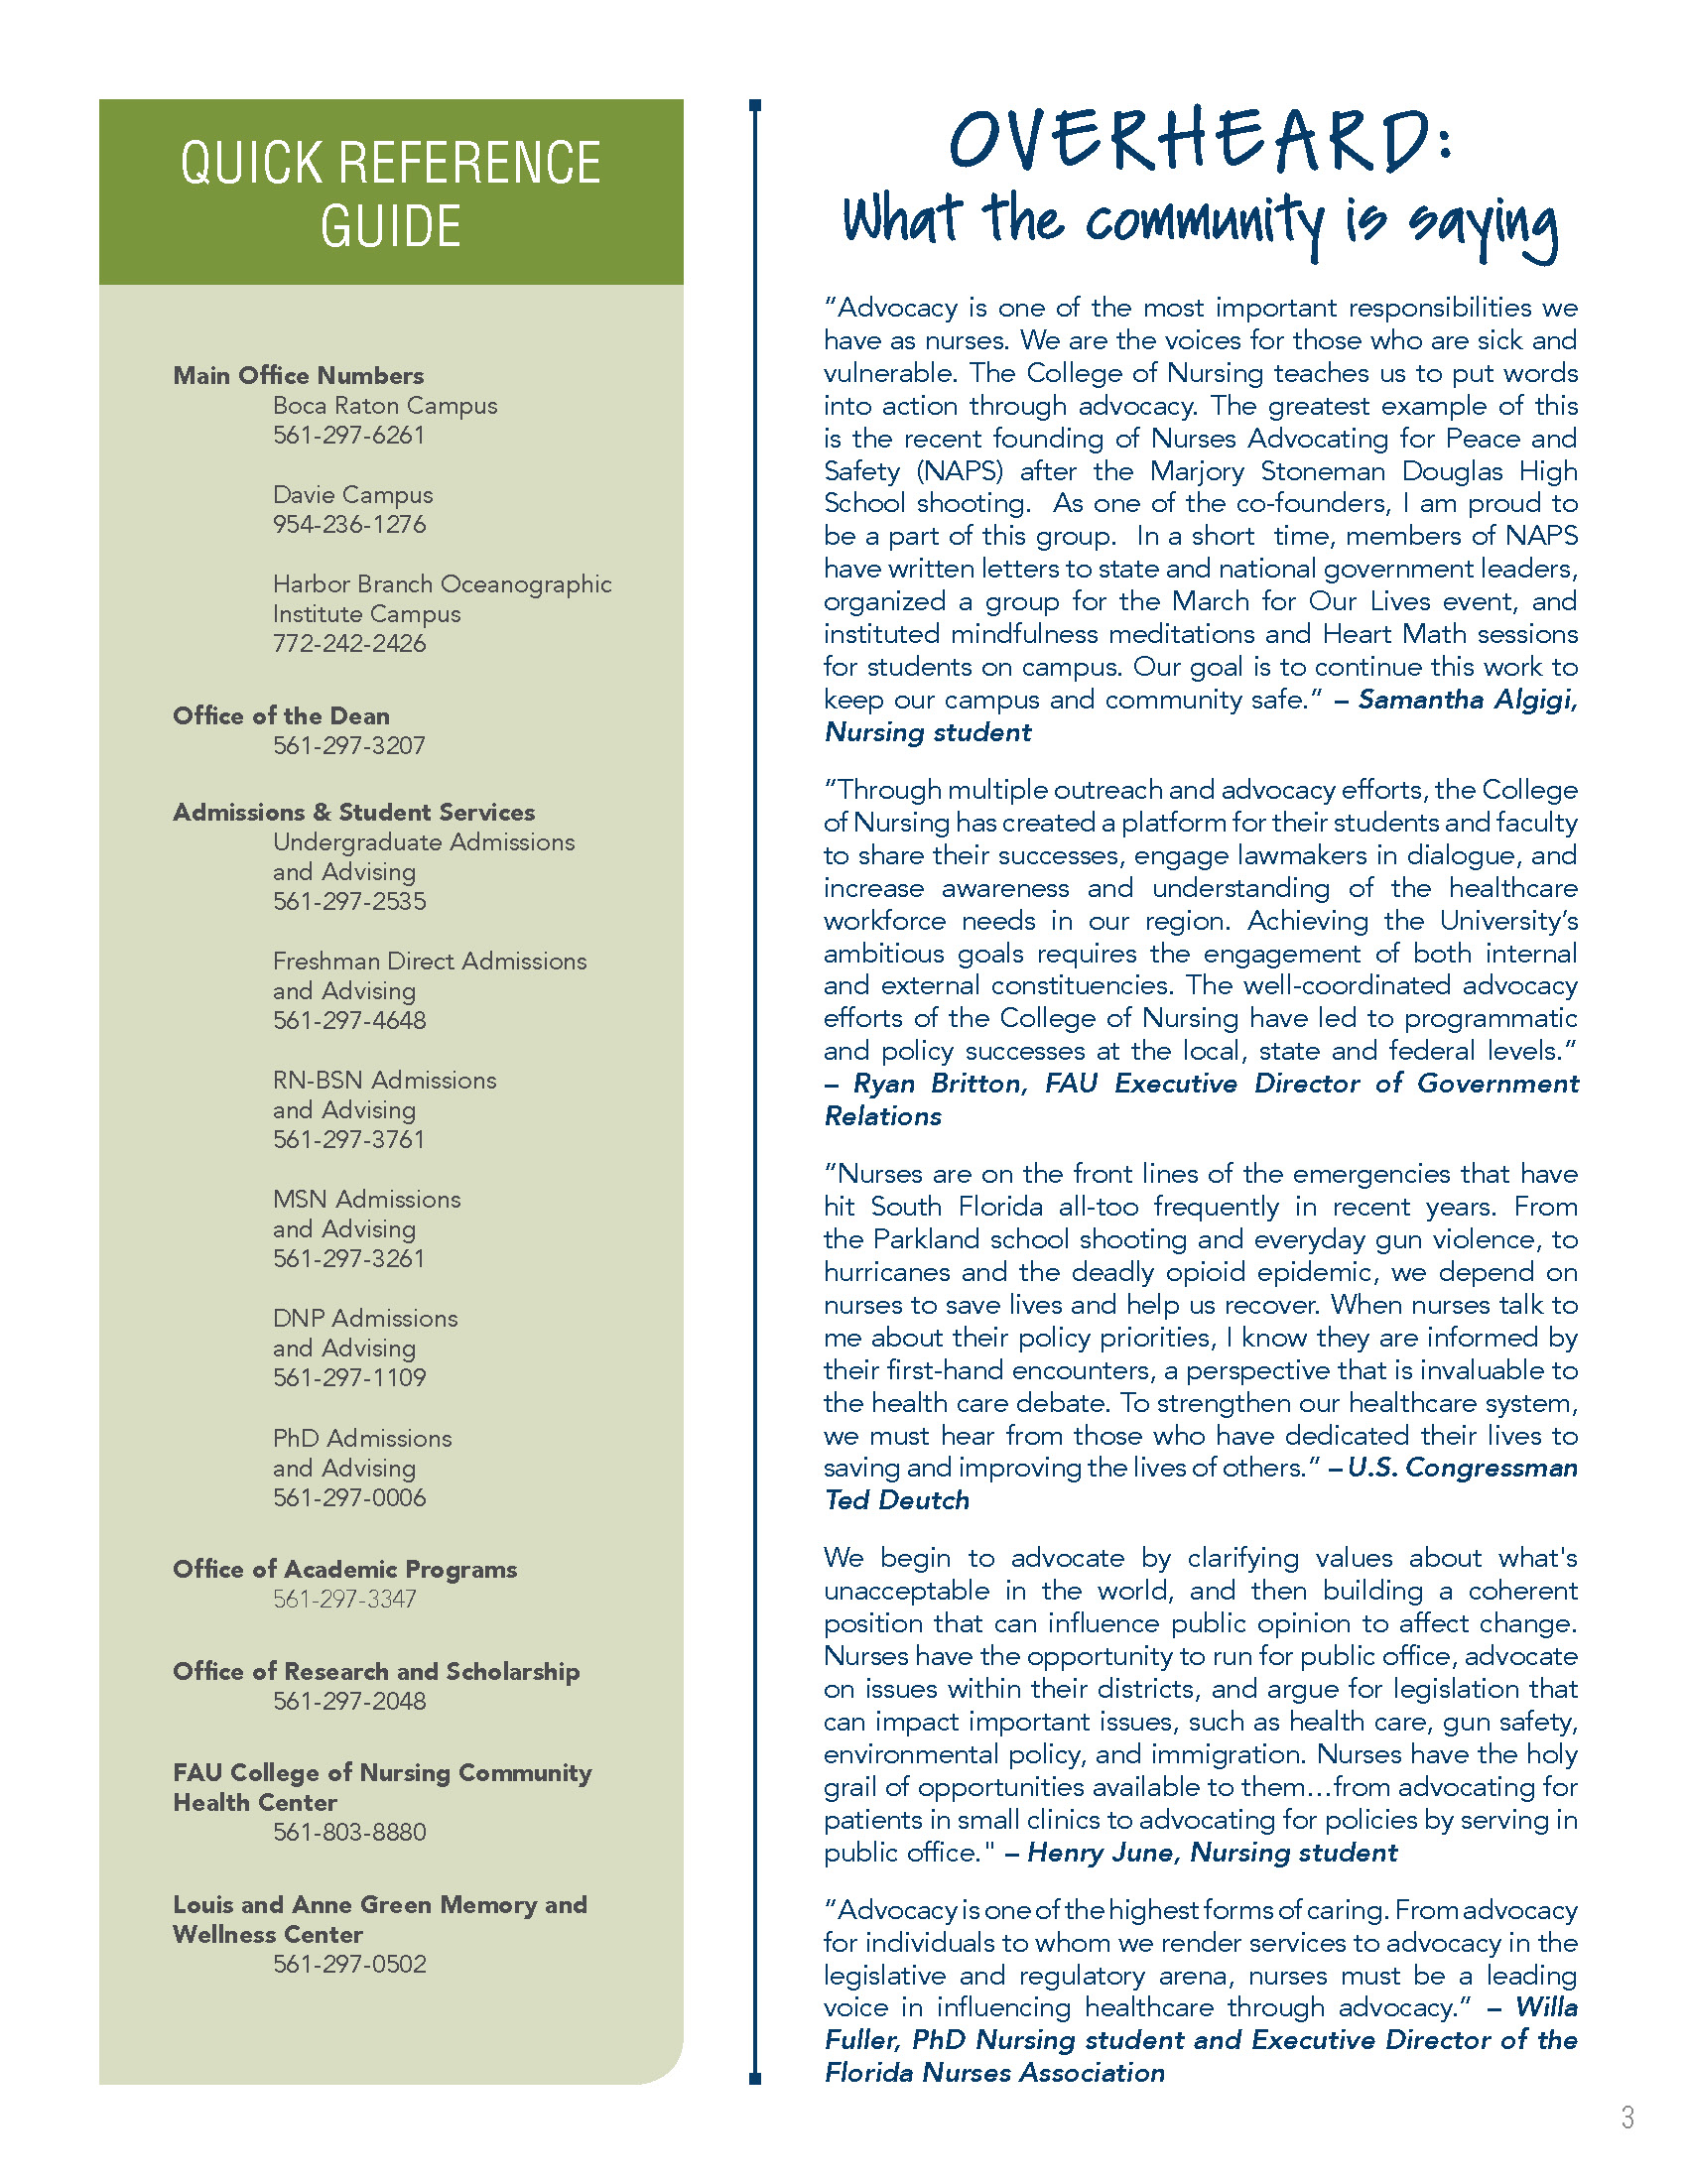 QUICK REFERENCE
GUIDE
Main Office Numbers
Boca Raton Campus
561-297-6261
Davie Campus
954-236-1276
Harbor Branch Oceanographic
Institute Campus
772-242-2426
Office of the Dean
561-297-3207
Admissions & Student Services
Undergraduate Admissions
and Advising
561-297-2535
Freshman Direct Admissions
and Advising
561-297-4648
RN-BSN Admissions
and Advising
561-297-3761
MSN Admissions
and Advising
561-297-3261
DNP Admissions
and Advising
561-297-1109
PhD Admissions
and Advising
561-297-0006
Office of Academic Programs
561-297-3347
Office of Research and Scholarship
561-297-2048
FAU College of Nursing Community
Health Center
561-803-8880
Louis and Anne Green Memory and
Wellness Center
561-297-0502
OVERHEARD:
What the community is saying
“Advocacy is one of the most important responsibilities we
have as nurses. We are the voices for those who are sick and
vulnerable. The College of Nursing teaches us to put words
into action through advocacy. The greatest example of this
is the recent founding of Nurses Advocating for Peace and
Safety (NAPS) after the Marjory Stoneman Douglas High
School shooting. As one of the co-founders, I am proud to
be a part of this group. In a short time, members of NAPS
have written letters to state and national government leaders,
organized a group for the March for Our Lives event, and
instituted mindfulness meditations and Heart Math sessions
for students on campus. Our goal is to continue this work to
keep our campus and community safe.” – Samantha Algigi,
Nursing student
“Through multiple outreach and advocacy efforts, the College
of Nursing has created a platform for their students and faculty
to share their successes, engage lawmakers in dialogue, and
increase awareness and understanding of the healthcare
workforce needs in our region. Achieving the University’s
ambitious goals requires the engagement of both internal
and external constituencies. The well-coordinated advocacy
efforts of the College of Nursing have led to programmatic
and policy successes at the local, state and federal levels.”
– Ryan Britton, FAU Executive Director of Government
Relations
“Nurses are on the front lines of the emergencies that have
hit South Florida all-too frequently in recent years. From
the Parkland school shooting and everyday gun violence, to
hurricanes and the deadly opioid epidemic, we depend on
nurses to save lives and help us recover. When nurses talk to
me about their policy priorities, I know they are informed by
their first-hand encounters, a perspective that is invaluable to
the health care debate. To strengthen our healthcare system,
we must hear from those who have dedicated their lives to
saving and improving the lives of others.” – U.S. Congressman
Ted Deutch
We begin to advocate by clarifying values about what's
unacceptable in the world, and then building a coherent
position that can influence public opinion to affect change.
Nurses have the opportunity to run for public office, advocate
on issues within their districts, and argue for legislation that
can impact important issues, such as health care, gun safety,
environmental policy, and immigration. Nurses have the holy
grail of opportunities available to them...from advocating for
patients in small clinics to advocating for policies by serving in
public office." – Henry June, Nursing student
“Advocacy is one of the highest forms of caring. From advocacy
for individuals to whom we render services to advocacy in the
legislative and regulatory arena, nurses must be a leading
voice in influencing healthcare through advocacy.” – Willa
Fuller, PhD Nursing student and Executive Director of the
Florida Nurses Association
3